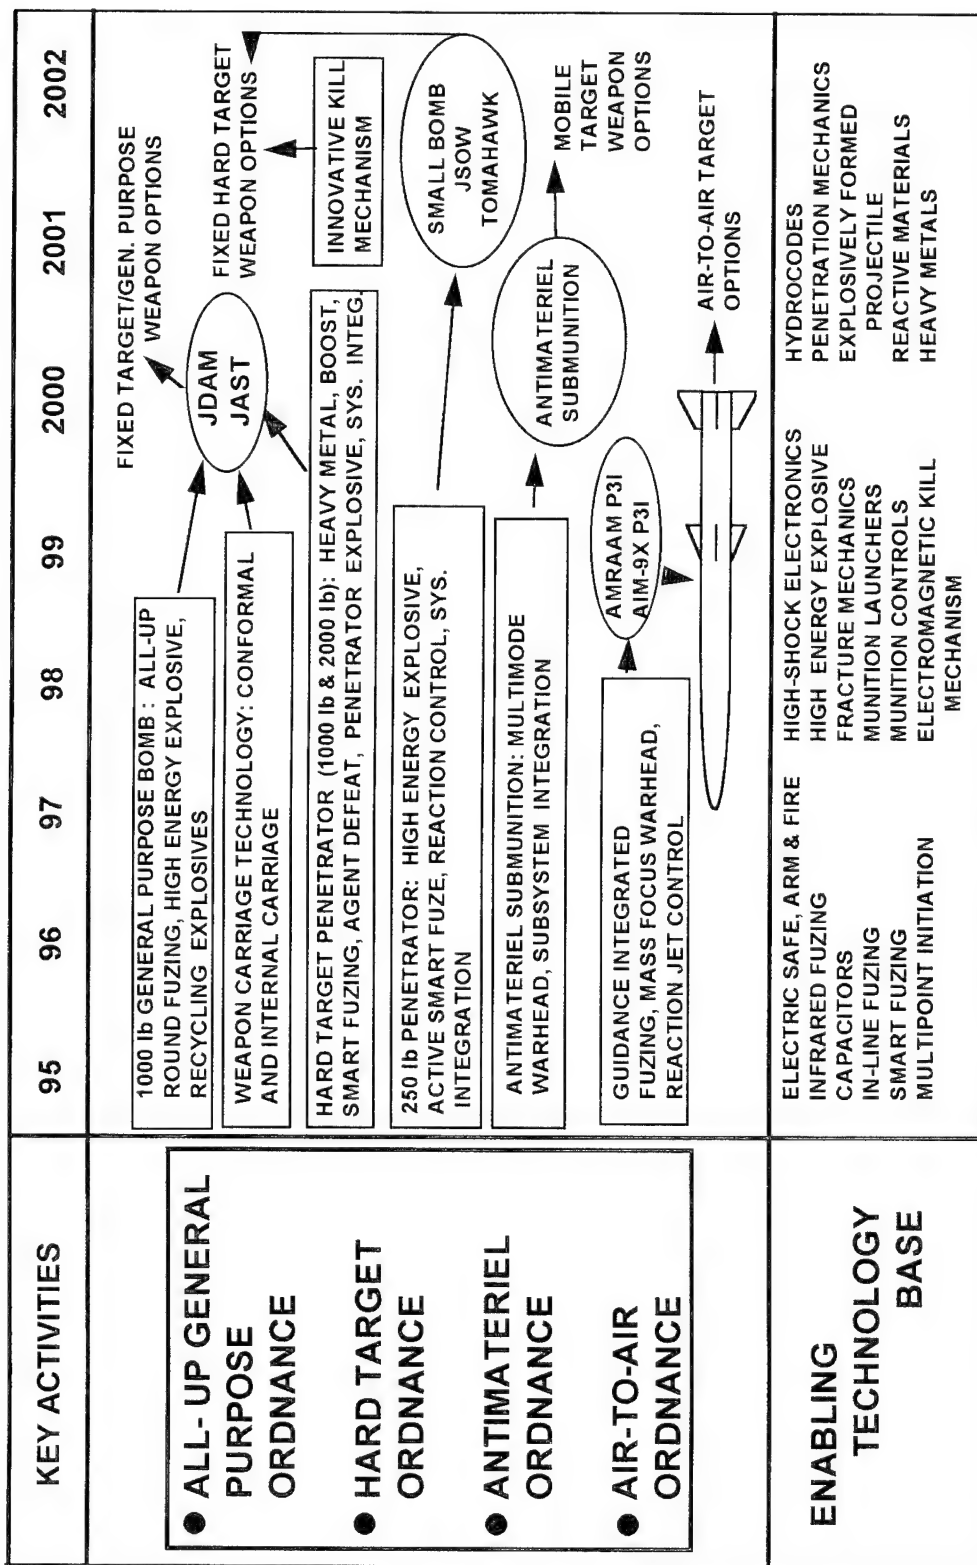 KEY ACTIVITIES
95
96
97
98
99
2000
2001
2002
● ALL-UP GENERAL
PURPOSE
ORDNANCE
● HARD TARGET
ORDNANCE
● ANTIMATERIEL
ORDNANCE
● AIR-TO-AIR
ORDNANCE
1000 lb GENERAL PURPOSE BOMB : ALL-UP
ROUND FUZING, HIGH ENERGY EXPLOSIVE,
RECYCLING EXPLOSIVES
WEAPON CARRIAGE TECHNOLOGY: CONFORMAL
AND INTERNAL CARRIAGE
HARD TARGET PENETRATOR (1000 lb & 2000 lb): HEAVY METAL, BOOST,
SMART FUZING, AGENT DEFEAT, PENETRATOR EXPLOSIVE, SYS. INTEG.
250 lb PENETRATOR: HIGH ENERGY EXPLOSIVE,
ACTIVE SMART FUZE, REACTION CONTROL, SYS.
INTEGRATION
ANTIMATERIEL SUBMUNITION: MULTIMODE
WARHEAD, SUBSYSTEM INTEGRATION
GUIDANCE INTEGRATED
FUZING, MASS FOCUS WARHEAD,
REACTION JET CONTROL
JDAM
JAST
FIXED TARGET/GEN. PURPOSE
WEAPON OPTIONS
FIXED HARD TARGET
WEAPON OPTIONS
INNOVATIVE KILL
MECHANISM
SMALL BOMB
JSOW
TOMAHAWK
ANTIMATERIEL
SUBMUNITION
MOBILE
TARGET
WEAPON
OPTIONS
AMRAAM P3I
AIM-9X P3I
AIR-TO-AIR TARGET
OPTIONS
ENABLING
TECHNOLOGY
BASE
ELECTRIC SAFE, ARM & FIRE
INFRARED FUZING
CAPACITORS
IN-LINE FUZING
SMART FUZING
MULTIPOINT INITIATION
HIGH-SHOCK ELECTRONICS
HIGH ENERGY EXPLOSIVE
FRACTURE MECHANICS
MUNITION LAUNCHERS
MUNITION CONTROLS
ELECTROMAGNETIC KILL
MECHANISM
HYDROCODES
PENETRATION MECHANICS
EXPLOSIVELY FORMED
PROJECTILE
REACTIVE MATERIALS
HEAVY METALS